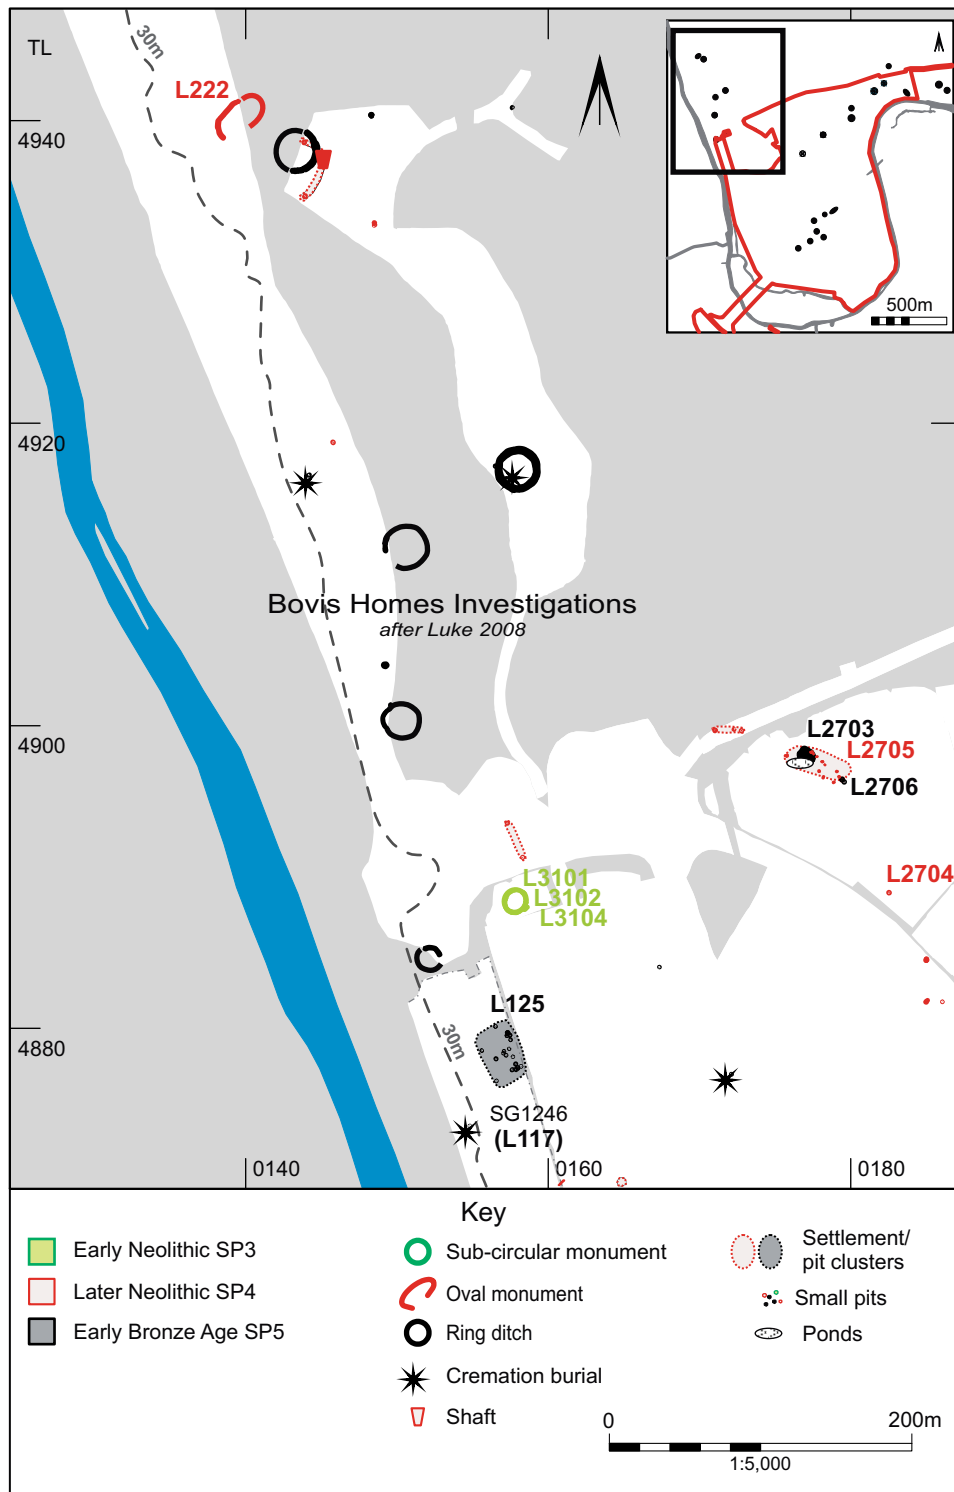 TL
30m
L222
4940
500m
4920
Bovis Homes Investigations
after Luke 2008
4900
L2703
L2705
L2706
L3101
L3102
L3104
L2704
L125
4880
30m
SG1246
(L117)
0140
0160
0180
Key
Early Neolithic SP3
Later Neolithic SP4
Early Bronze Age SP5
Sub-circular monument
Oval monument
Ring ditch
Cremation burial
Shaft
Settlement/
pit clusters
Small pits
Ponds
0
200m
1:5,000